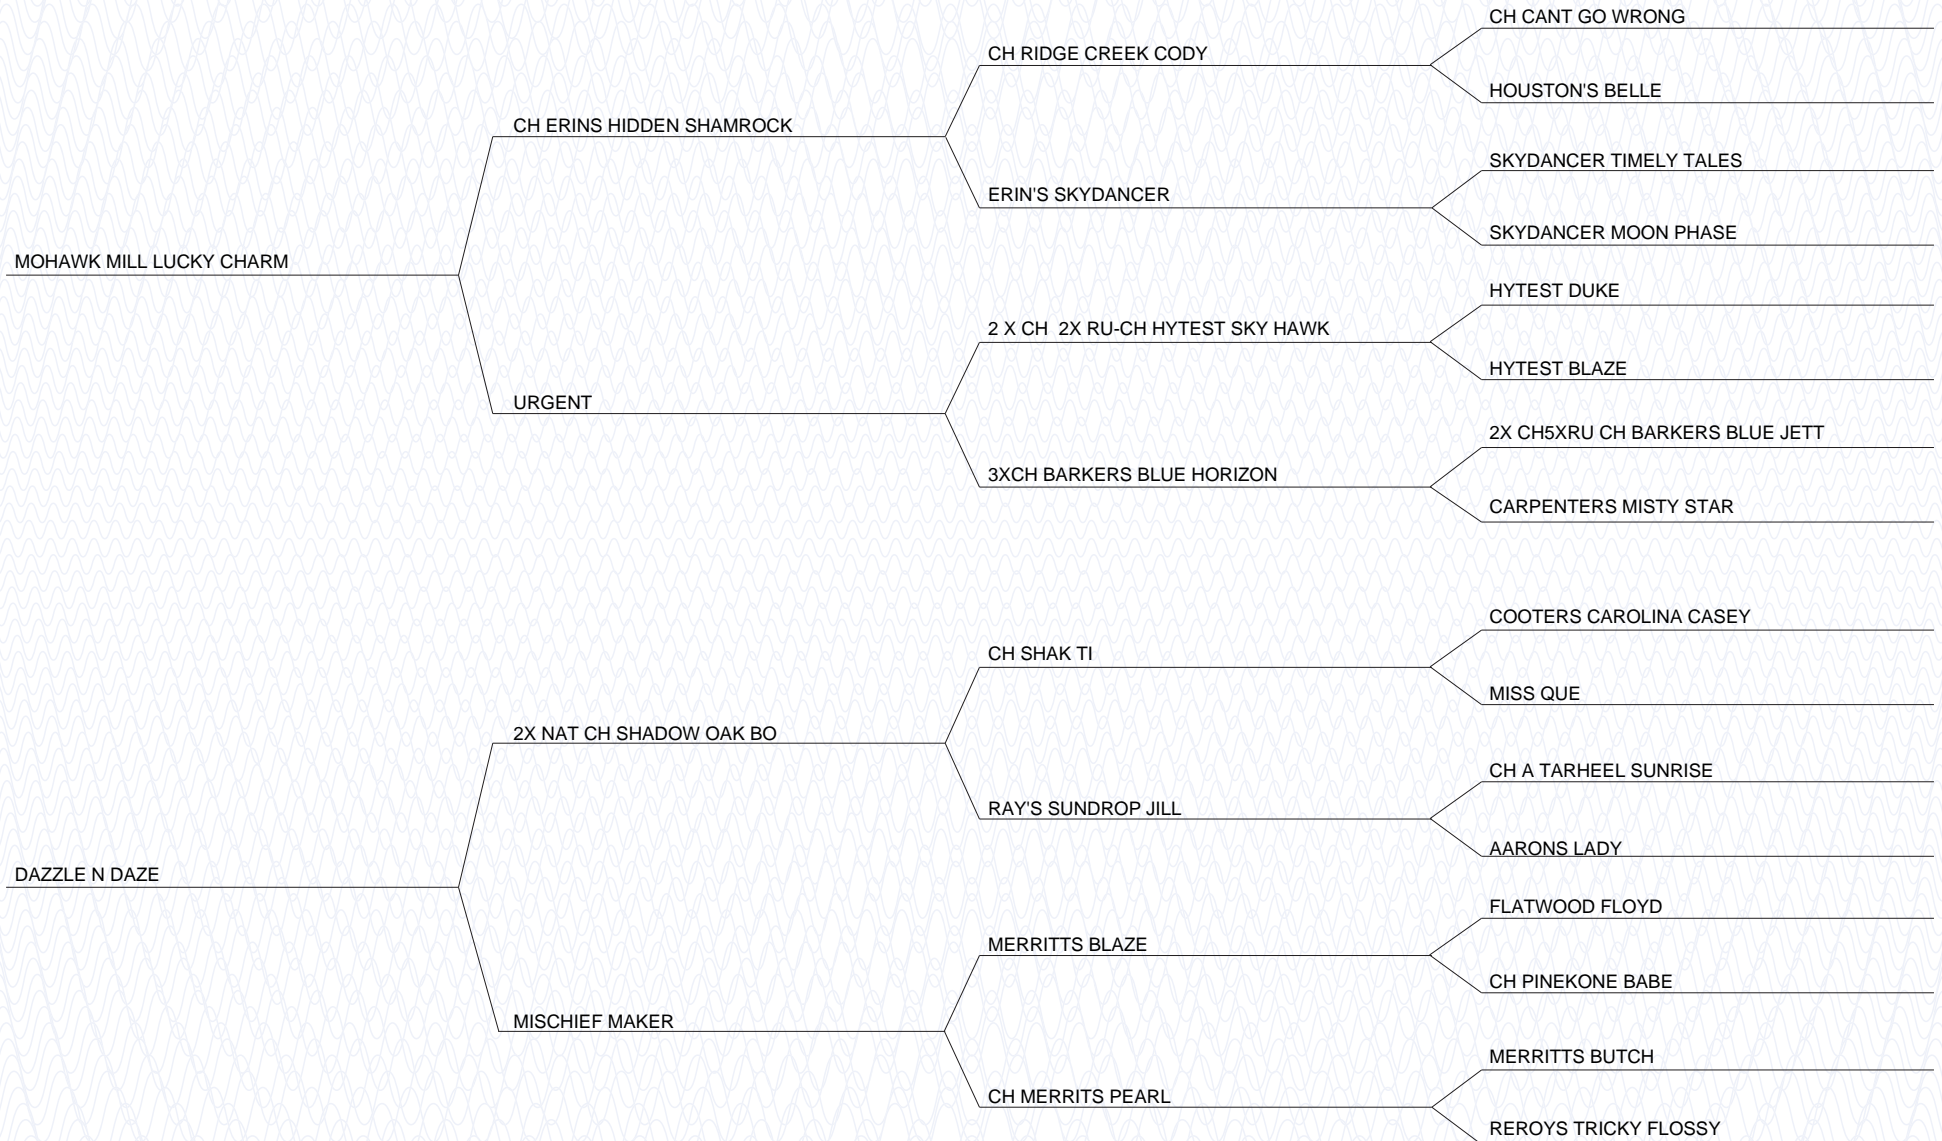 CH CANT GO WRONG
CH RIDGE CREEK CODY
HOUSTON'S BELLE
CH ERINS HIDDEN SHAMROCK
SKYDANCER TIMELY TALES
ERIN'S SKYDANCER
SKYDANCER MOON PHASE
MOHAWK MILL LUCKY CHARM
HYTEST DUKE
2 X CH  2X RU-CH HYTEST SKY HAWK
HYTEST BLAZE
URGENT
2X CH5XRU CH BARKERS BLUE JETT
3XCH BARKERS BLUE HORIZON
CARPENTERS MISTY STAR
COOTERS CAROLINA CASEY
CH SHAK TI
MISS QUE
2X NAT CH SHADOW OAK BO
CH A TARHEEL SUNRISE
RAY'S SUNDROP JILL
AARONS LADY
DAZZLE N DAZE
FLATWOOD FLOYD
MERRITTS BLAZE
CH PINEKONE BABE
MISCHIEF MAKER
MERRITTS BUTCH
CH MERRITS PEARL
REROYS TRICKY FLOSSY